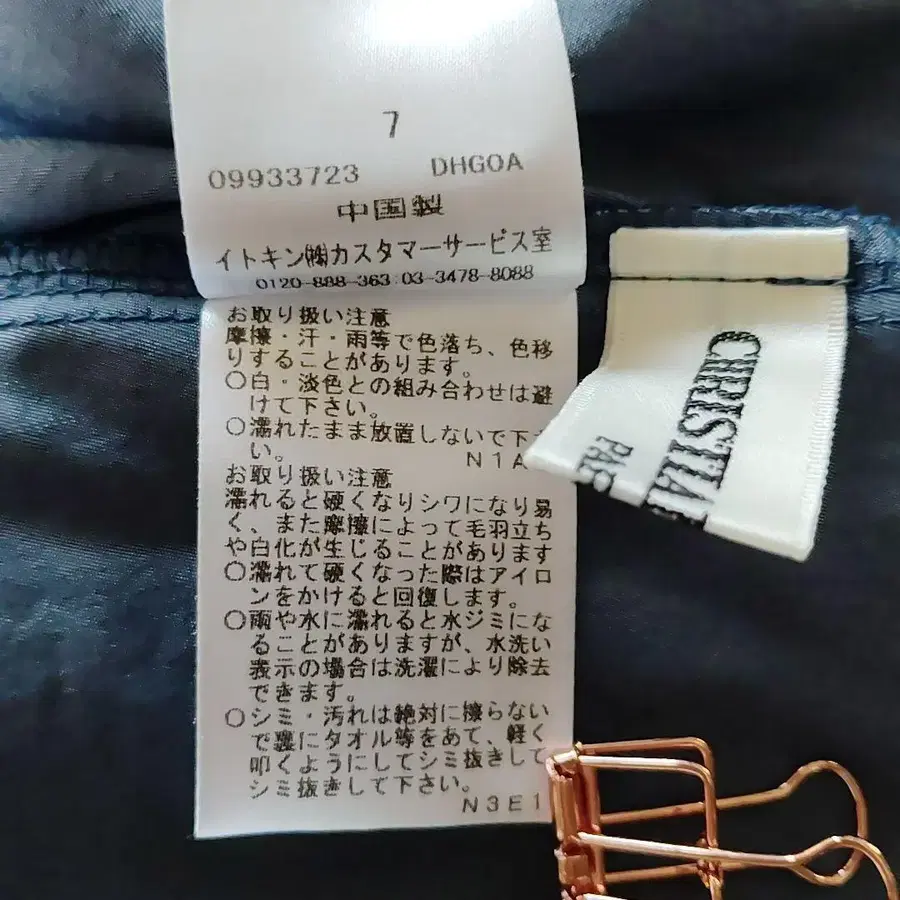 7
09933723 DHGOA
中国製
イトキン㈱カスタマーサービス室
0120-888-363:03-3478-8088
お取り扱い注意
摩擦・汗・雨等で色落ち、色移
りすることがあります。
○白・淡色との組み合わせは避
けて下さい。
○濡れたまま放置しないで下さ
い。 N1A
お取り扱い注意
濡れると硬くなりシワになり易
く、また摩擦によって毛羽立ち
や白化が生じることがあります
○濡れて硬くなった際はアイロ
ンをかけると回復します。
○雨や水に濡れると水ジミにな
ることがありますが、水洗い
表示の場合は洗濯により除去
できます。
○シミ・汚れは絶対に擦らない
で裏にタオル等をあて、軽く
叩くようにしてシミ抜きして
シミ抜きして下さい。
N3E1
CHRISTIA
PAR